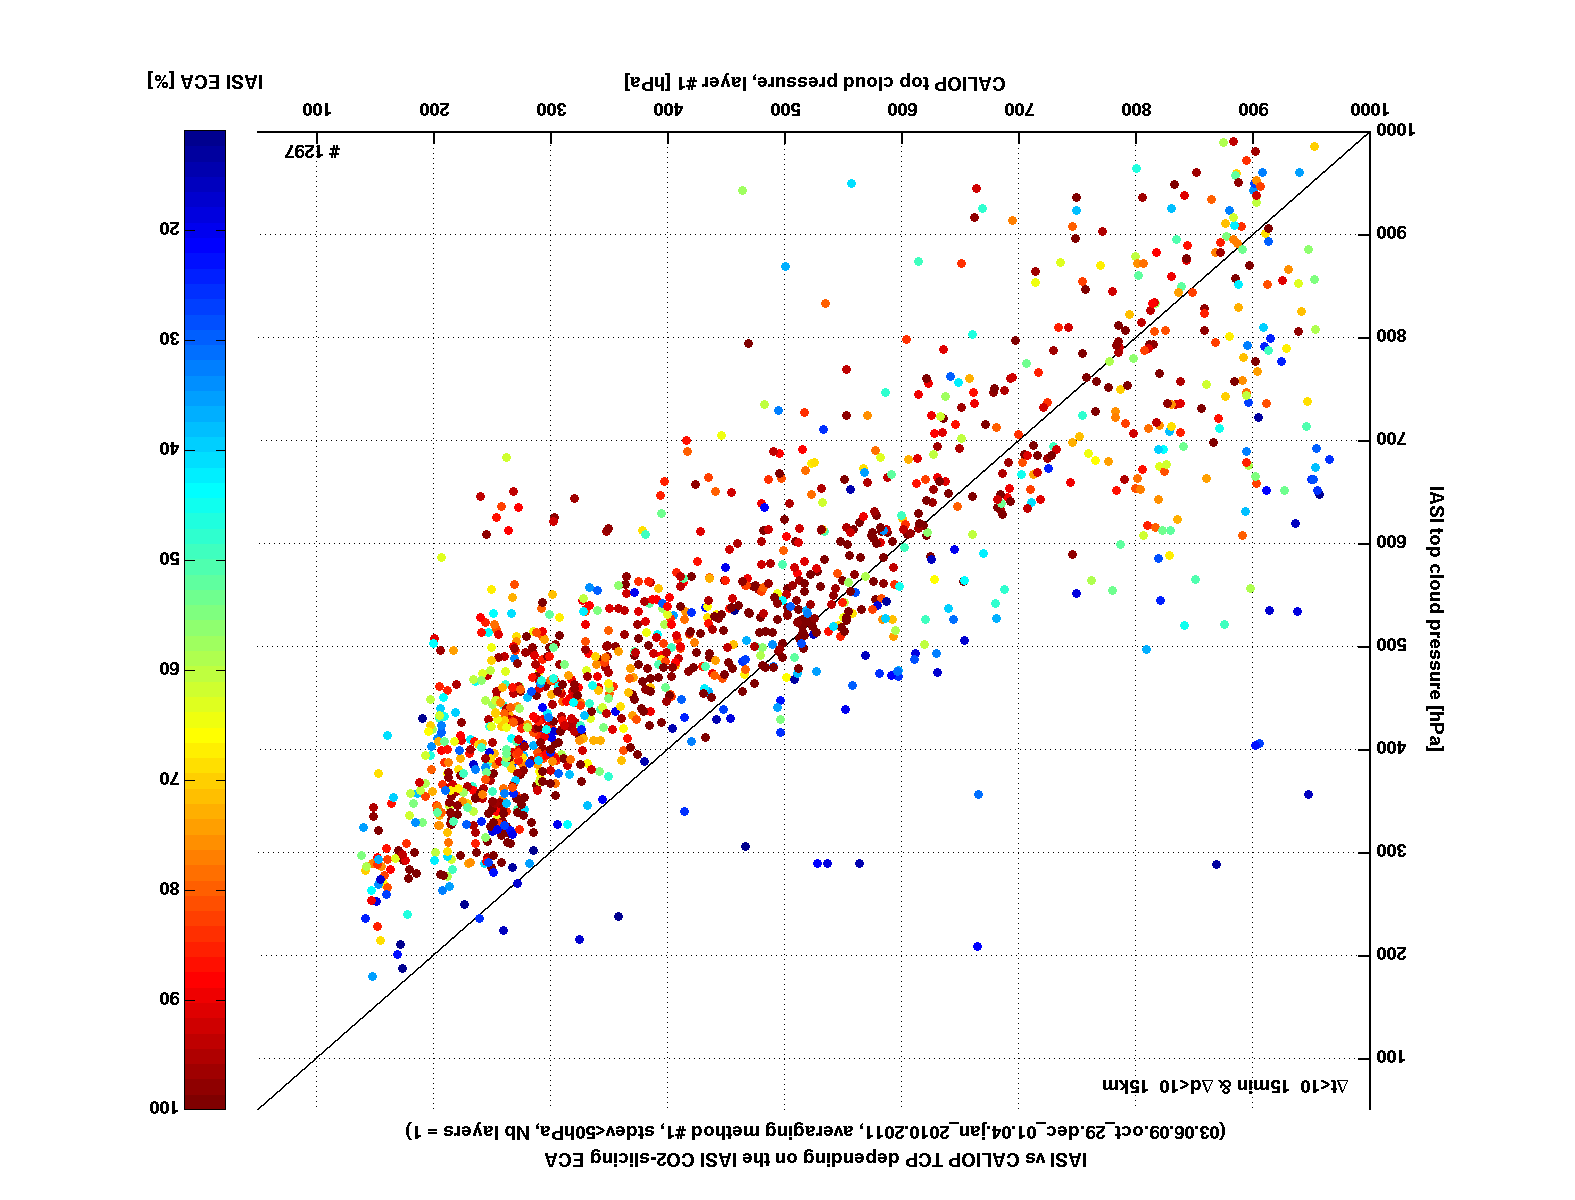 IASI vs CALIOP TCP depending on the IASI CO2-slicing ECA
(03.06.09.oct_29.dec_01.04.jan_2010.2011, averaging method #1, stdev<50hPa, Nb layers = 1)
Δt<10 15min & Δd<10 15km
100
200
300
400
500
600
700
800
900
1000
IASI top cloud pressure [hPa]
# 1297
1000 900 800 700 600 500 400 300 200 100
CALIOP top cloud pressure, layer #1 [hPa]
100
90
80
70
60
50
40
30
20
IASI ECA [%]